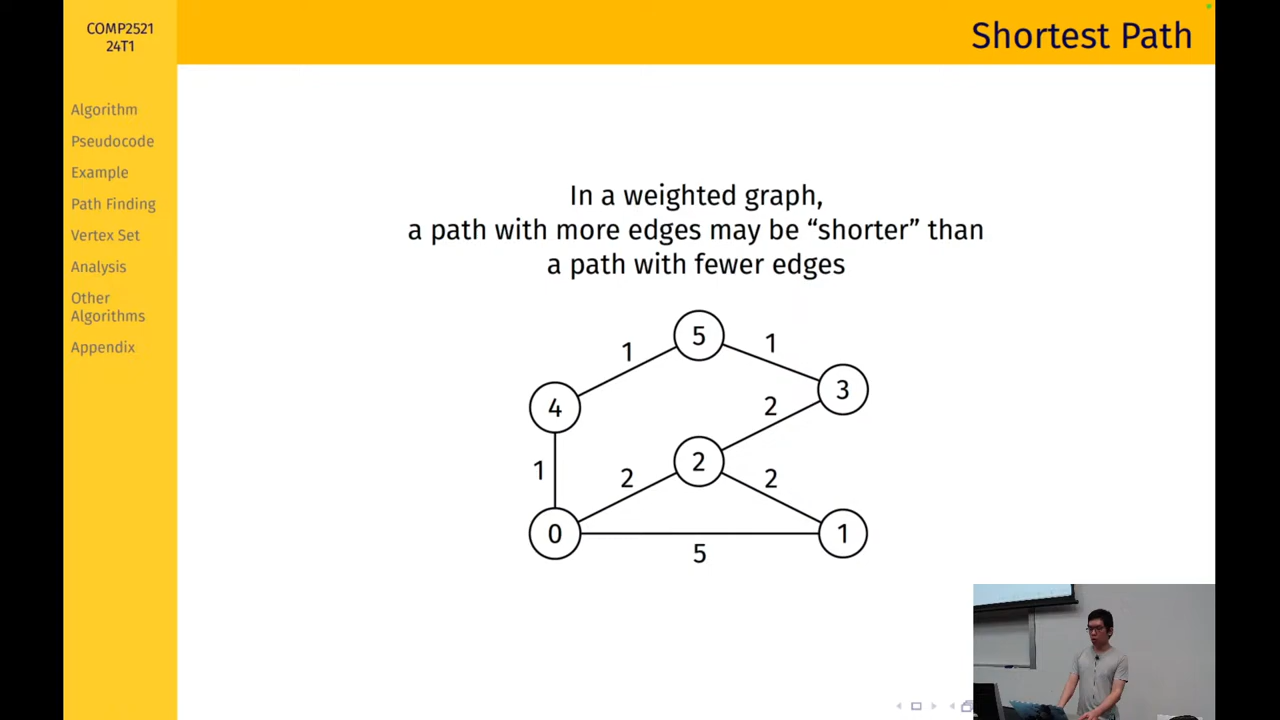 COMP2521
24T1
Shortest Path
Algorithm
Pseudocode
Example
Path Finding
Vertex Set
Analysis
Other
Algorithms
Appendix
In a weighted graph,
a path with more edges may be “shorter” than
a path with fewer edges
5
1
1
3
4
2
2
1
2
2
0
1
5